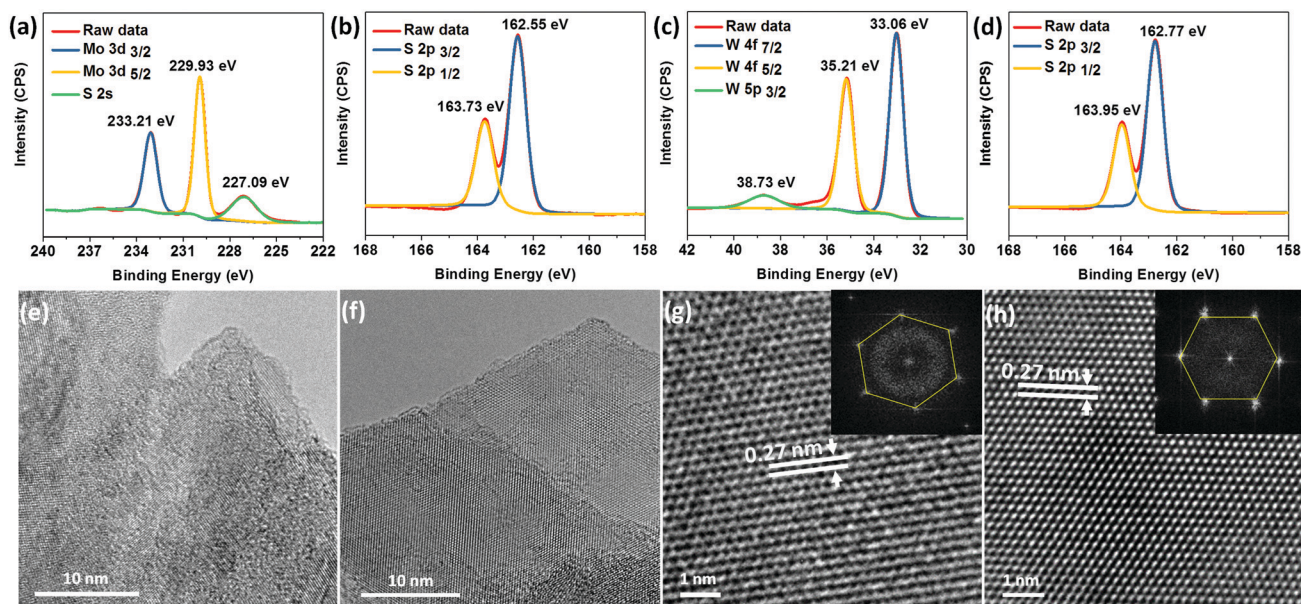 (a)
Raw data
Mo 3d 3/2
Mo 3d 5/2
S 2s
229.93 eV
233.21 eV
227.09 eV
Intensity (CPS)
240 237 234 231 228 225 222
Binding Energy (eV)
(b)
Raw data
S 2p 3/2
S 2p 1/2
162.55 eV
163.73 eV
Intensity (CPS)
168 166 164 162 160 158
Binding Energy (eV)
(c)
Raw data
W 4f 7/2
W 4f 5/2
W 5p 3/2
33.06 eV
35.21 eV
38.73 eV
Intensity (CPS)
42 39 36 33 30
Binding Energy (eV)
(d)
Raw data
S 2p 3/2
S 2p 1/2
162.77 eV
163.95 eV
Intensity (CPS)
168 166 164 162 160 158
Binding Energy (eV)
(e)
10 nm
(f)
10 nm
(g)
0.27 nm
1 nm
(h)
0.27 nm
1 nm